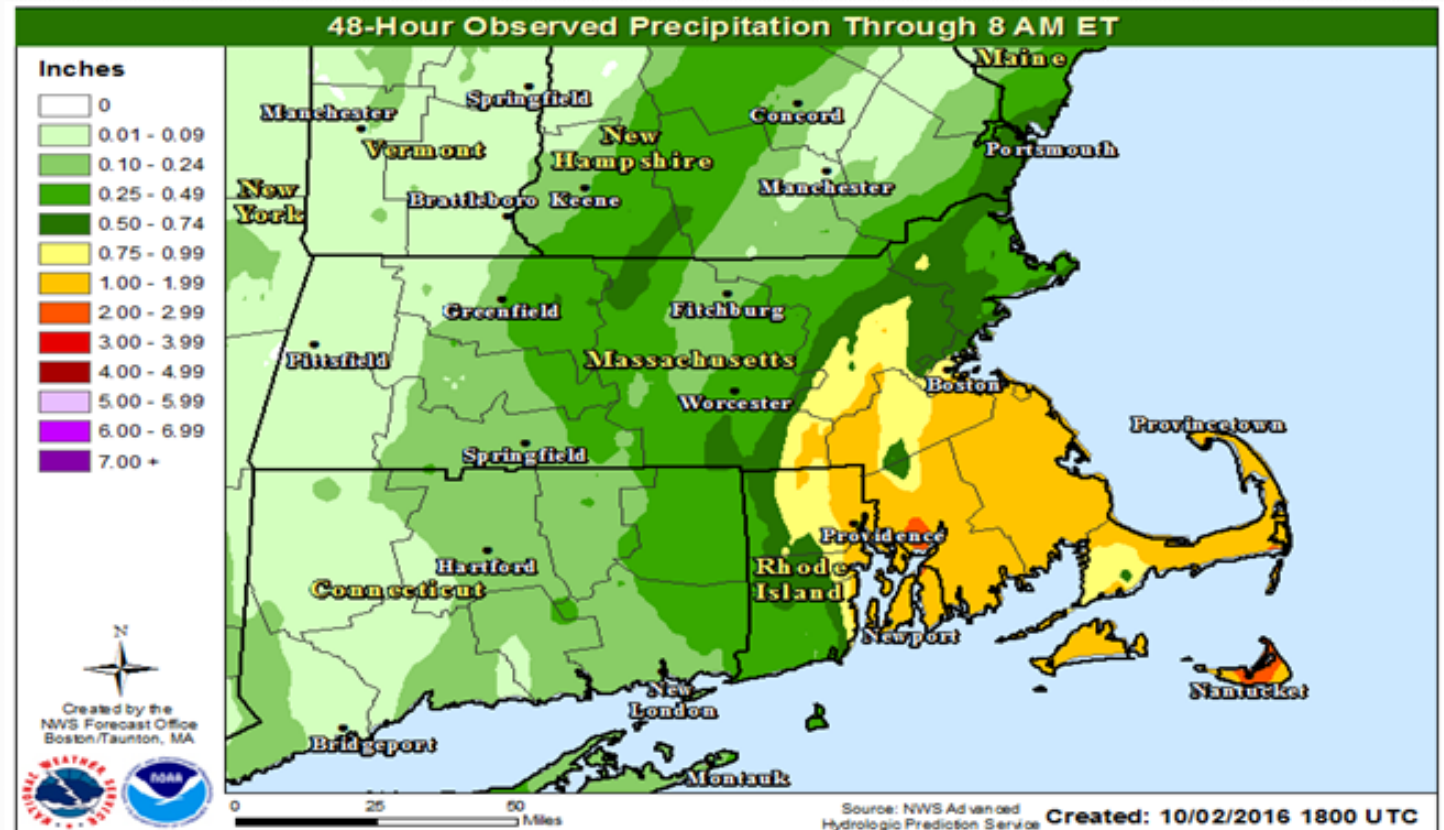 48-Hour Observed Precipitation Through 8 AM ET
Inches
0
0.01 - 0.09
0.10 - 0.24
0.25 - 0.49
0.50 - 0.74
0.75 - 0.99
1.00 - 1.99
2.00 - 2.99
3.00 - 3.99
4.00 - 4.99
5.00 - 5.99
6.00 - 6.99
7.00 +
Maine
Springfield
Manchester
Concord
Vermont
New
Hampshire
Portsmouth
Manchester
New
York
Brattleboro
Keene
Greenfield
Fitchburg
Pittsfield
Massachusetts
Boston
Worcester
Provincetown
Springfield
Providence
Hartford
Rhode
Island
Connecticut
Newport
New
London
Nantucket
Bridgeport
Montauk
N
Created by the
NWS Forecast Office
Boston/Taunton, MA
NATIONAL WEATHER SERVICE
NOAA
0 25 50
Miles
Source: NWS Advanced
Hydrologic Prediction Service
Created: 10/02/2016 1800 UTC